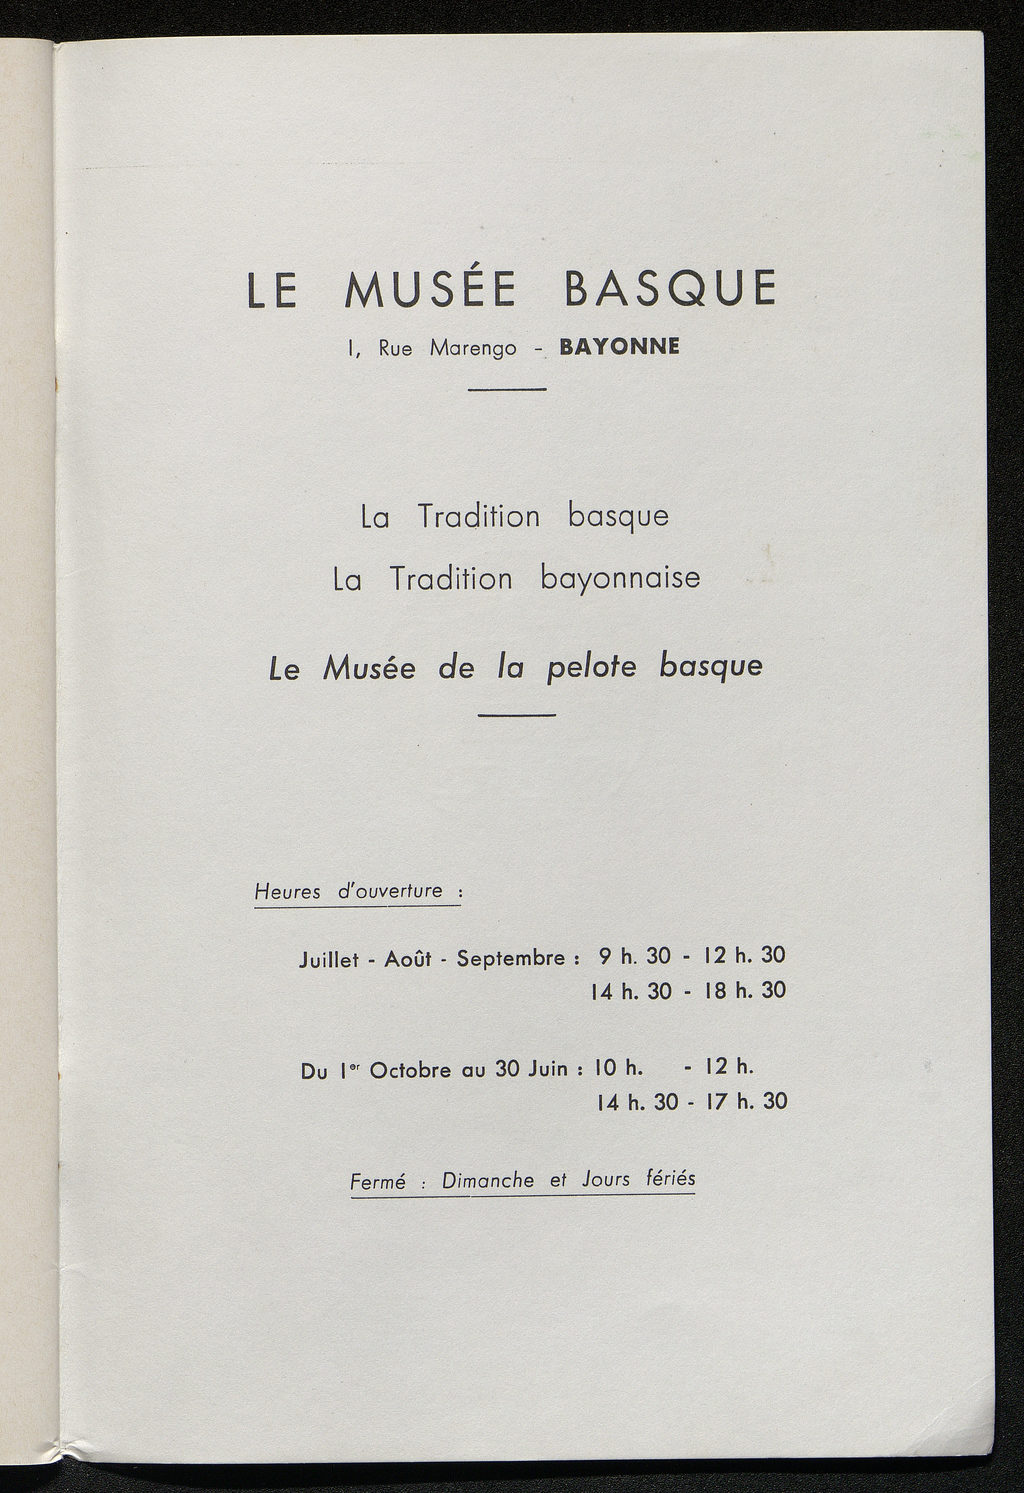 LE MUSÉE BASQUE
1, Rue Marengo - BAYONNE
La Tradition basque
La Tradition bayonnaise
Le Musée de la pelote basque
Heures d'ouverture :
Juillet - Août - Septembre : 9 h. 30 - 12 h. 30
14 h. 30 - 18 h. 30
Du 1er Octobre au 30 Juin : 10 h. - 12 h.
14 h. 30 - 17 h. 30
Fermé : Dimanche et Jours fériés